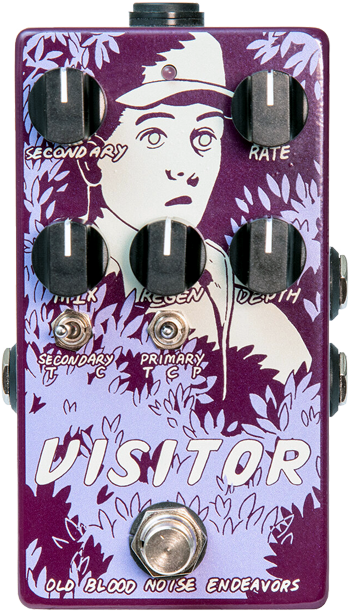 SECONDARY RATE
MIX REGEN DEPTH
SECONDARY PRIMARY
T C T C P
VISITOR
OLD BLOOD NOISE ENDEAVORS